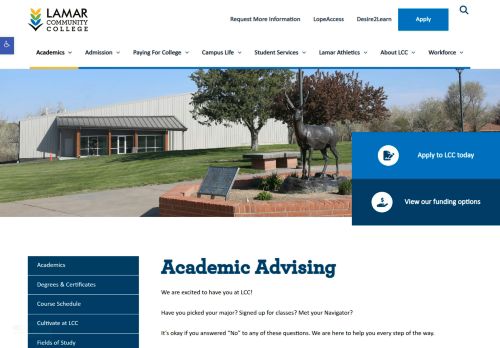 LAMAR
COMMUNITY
COLLEGE
Request More Information LopeAccess Desire2Learn Apply
Academics Admission Paying For College Campus Life Student Services Lamar Athletics About LCC Workforce
Apply to LCC today
View our funding options
Academics
Degrees & Certificates
Course Schedule
Cultivate at LCC
Fields of Study
Academic Advising
We are excited to have you at LCC!
Have you picked your major? Signed up for classes? Met your Navigator?
It's okay if you answered "No" to any of these questions. We are here to help you every step of the way.